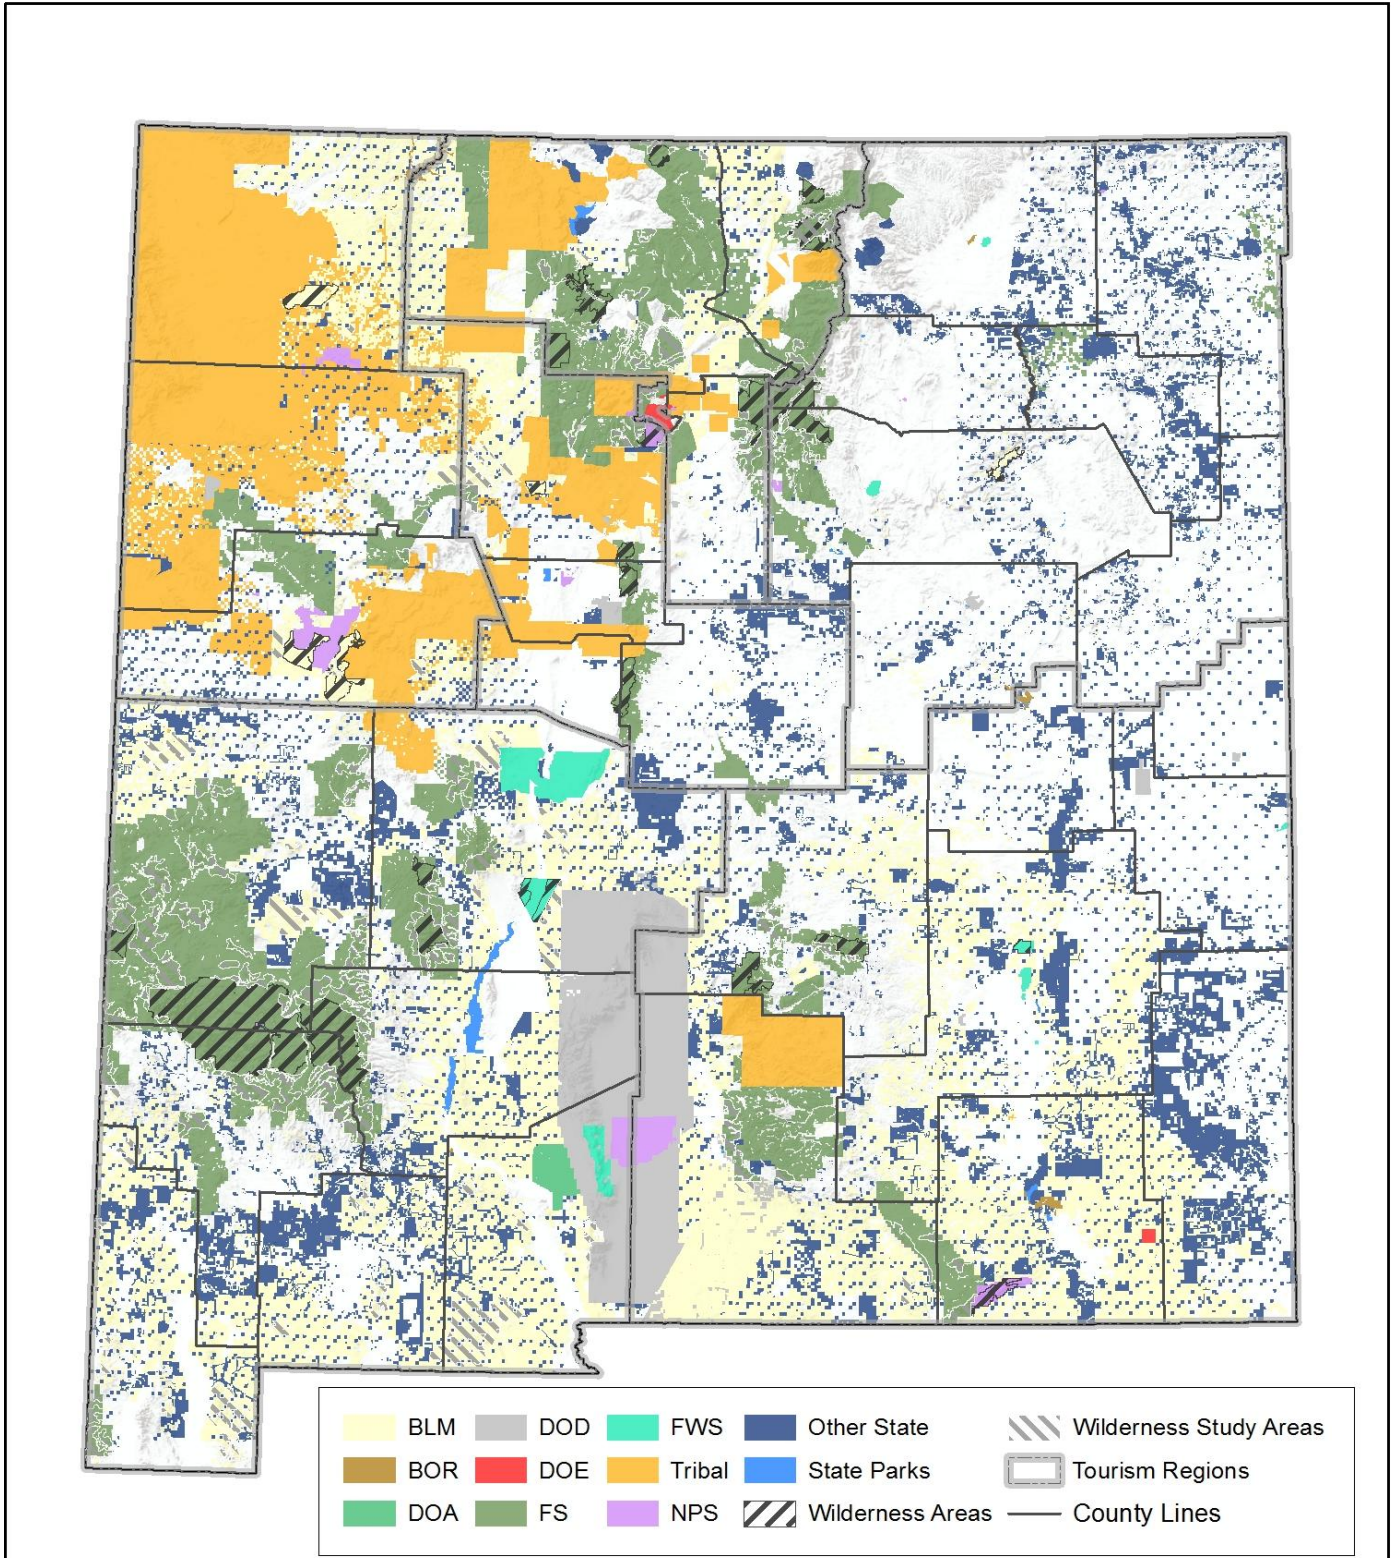 BLM DOD FWS Other State Wilderness Study Areas
BOR DOE Tribal State Parks Tourism Regions
DOA FS NPS Wilderness Areas County Lines